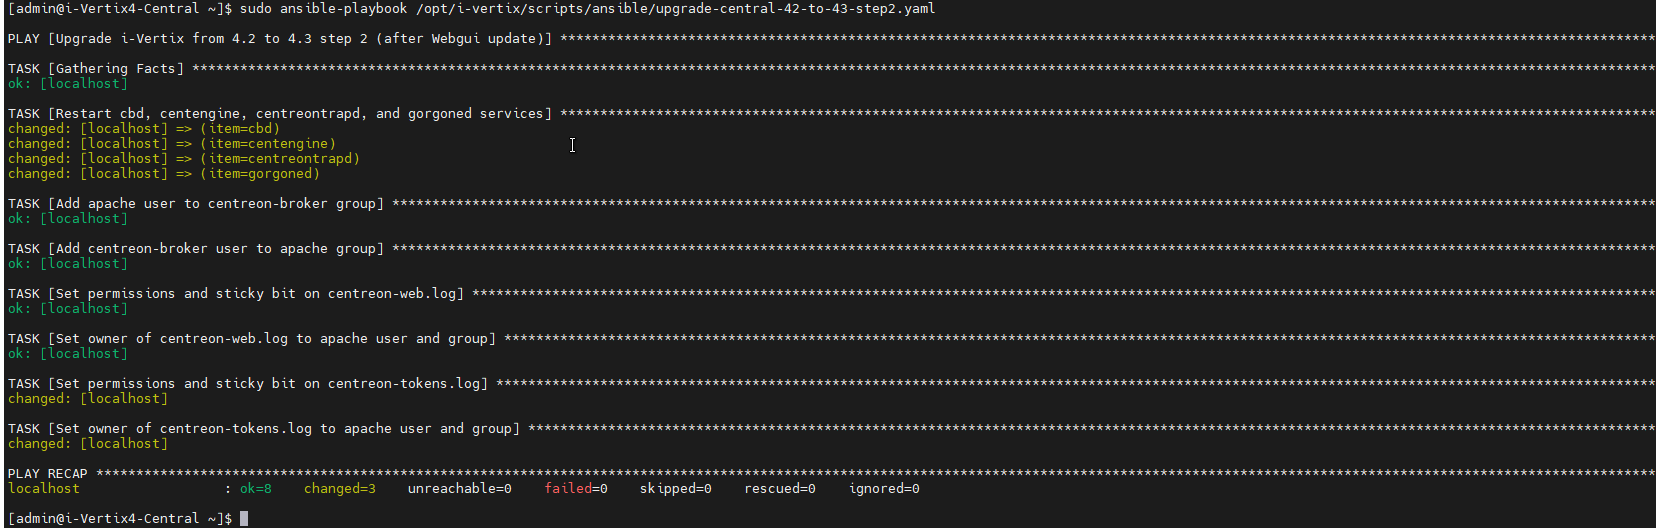 [admin@i-Vertix4-Central ~]$ sudo ansible-playbook /opt/i-vertix/scripts/ansible/upgrade-central-42-to-43-step2.yaml
PLAY [Upgrade i-Vertix from 4.2 to 4.3 step 2 (after Webgui update)] *****************************************************************************************************************************************
TASK [Gathering Facts] ***************************************************************************************************************************************************************************************
ok: [localhost]
TASK [Restart cbd, centengine, centreontrapd, and gorgoned services] *****************************************************************************************************************************************
changed: [localhost] => (item=cbd)
changed: [localhost] => (item=centengine)
changed: [localhost] => (item=centreontrapd)
changed: [localhost] => (item=gorgoned)
TASK [Add apache user to centreon-broker group] **************************************************************************************************************************************************************
ok: [localhost]
TASK [Add centreon-broker user to apache group] **************************************************************************************************************************************************************
ok: [localhost]
TASK [Set permissions and sticky bit on centreon-web.log] ****************************************************************************************************************************************************
ok: [localhost]
TASK [Set owner of centreon-web.log to apache user and group] ************************************************************************************************************************************************
ok: [localhost]
TASK [Set permissions and sticky bit on centreon-tokens.log] *************************************************************************************************************************************************
changed: [localhost]
TASK [Set owner of centreon-tokens.log to apache user and group] *********************************************************************************************************************************************
changed: [localhost]
PLAY RECAP ***************************************************************************************************************************************************************************************************
localhost                  : ok=8    changed=3    unreachable=0    failed=0    skipped=0    rescued=0    ignored=0
[admin@i-Vertix4-Central ~]$